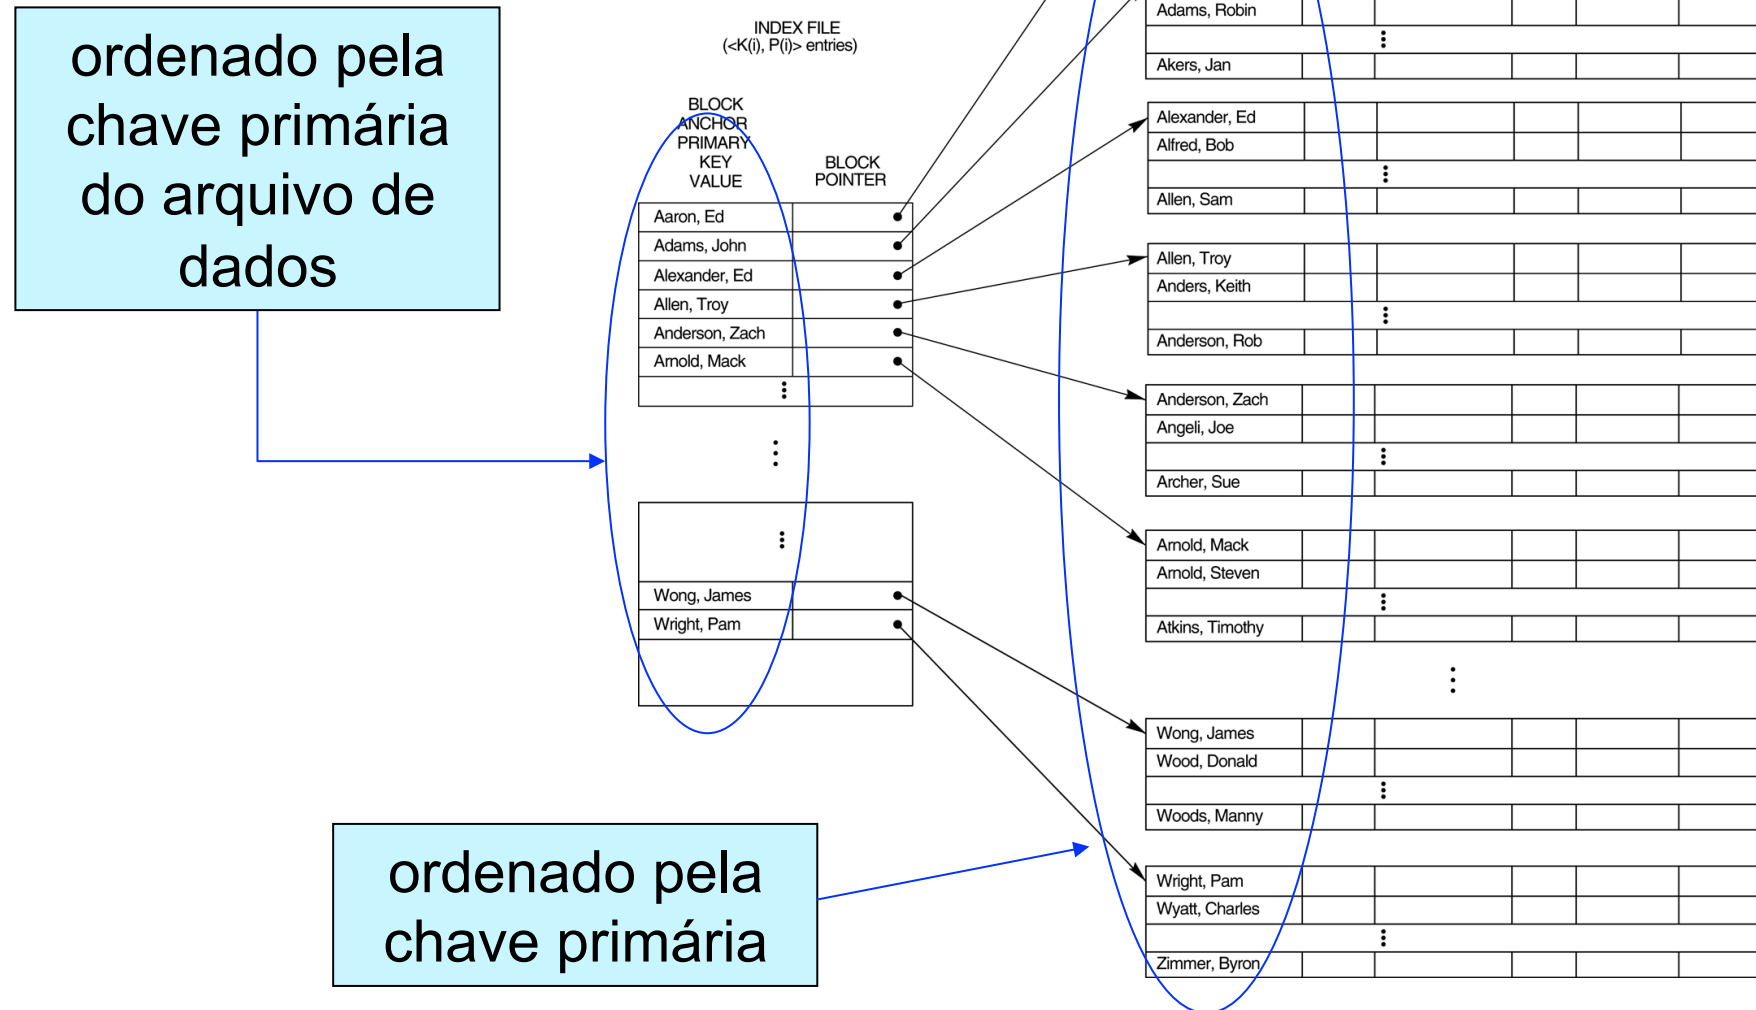 ordenado pela
chave primária
do arquivo de
dados
INDEX FILE
(<K(i), P(i)> entries)
BLOCK
ANCHOR
PRIMARY
KEY
VALUE
BLOCK
POINTER
Aaron, Ed
Adams, John
Alexander, Ed
Allen, Troy
Anderson, Zach
Arnold, Mack
Wong, James
Wright, Pam
ordenado pela
chave primária
Adams, Robin
Akers, Jan
Alexander, Ed
Alfred, Bob
Allen, Sam
Allen, Troy
Anders, Keith
Anderson, Rob
Anderson, Zach
Angeli, Joe
Archer, Sue
Arnold, Mack
Arnold, Steven
Atkins, Timothy
Wong, James
Wood, Donald
Woods, Manny
Wright, Pam
Wyatt, Charles
Zimmer, Byron